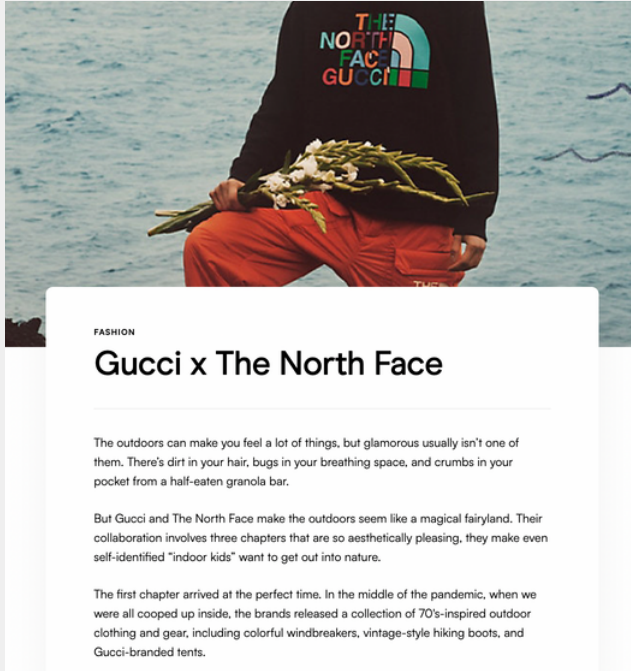 THE
NORTH
FACE
GUCCI
FASHION
Gucci x The North Face
The outdoors can make you feel a lot of things, but glamorous usually isn't one of
them. There's dirt in your hair, bugs in your breathing space, and crumbs in your
pocket from a half-eaten granola bar.
But Gucci and The North Face make the outdoors seem like a magical fairyland. Their
collaboration involves three chapters that are so aesthetically pleasing, they make even
self-identified “indoor kids” want to get out into nature.
The first chapter arrived at the perfect time. In the middle of the pandemic, when we
were all cooped up inside, the brands released a collection of 70's-inspired outdoor
clothing and gear, including colorful windbreakers, vintage-style hiking boots, and
Gucci-branded tents.